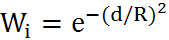 Wᵢ = e^−(d/R)²